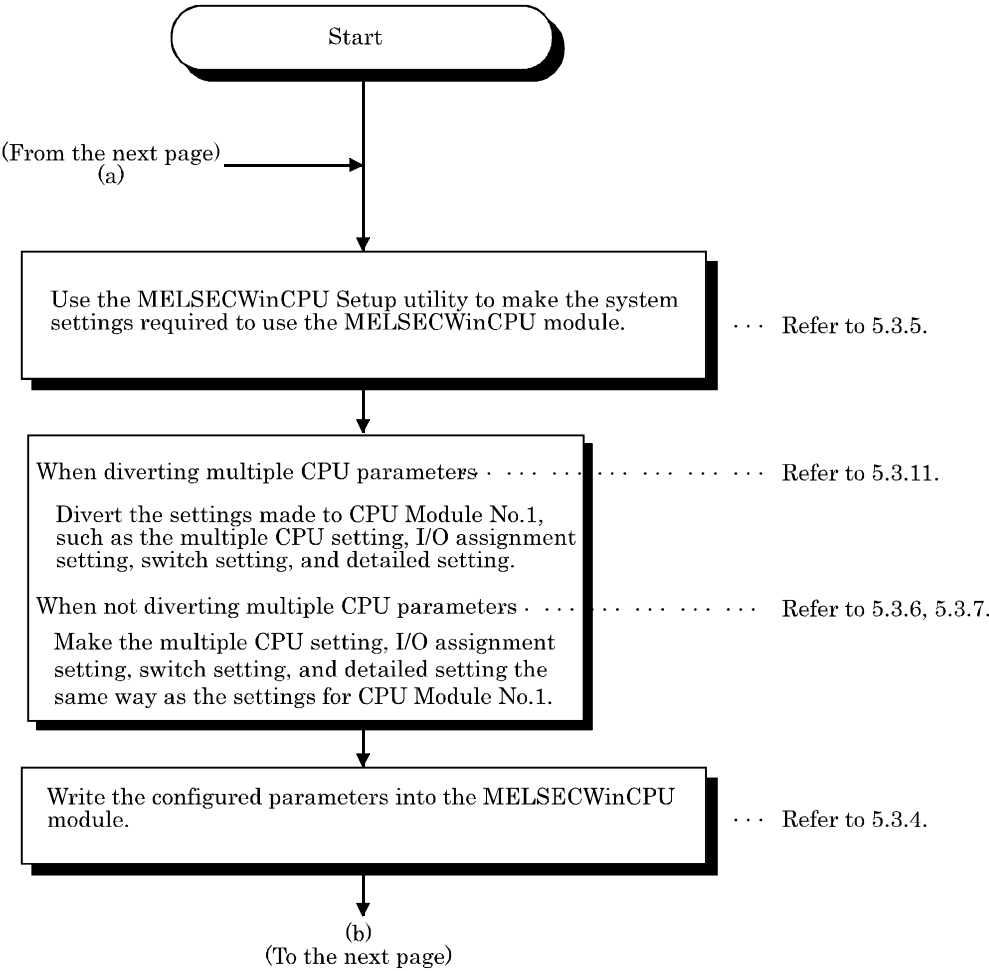 Start
(From the next page)
(a)
Use the MELSECWinCPU Setup utility to make the system
settings required to use the MELSECWinCPU module.
··· Refer to 5.3.5.
When diverting multiple CPU parameters· ··· ··· ··· ··· ··· ··· Refer to 5.3.11.
Divert the settings made to CPU Module No.1,
such as the multiple CPU setting, I/O assignment
setting, switch setting, and detailed setting.
When not diverting multiple CPU parameters · ··· ··· ··· ··· ··· Refer to 5.3.6, 5.3.7.
Make the multiple CPU setting, I/O assignment
setting, switch setting, and detailed setting the
same way as the settings for CPU Module No.1.
Write the configured parameters into the MELSECWinCPU
module.
··· Refer to 5.3.4.
(b)
(To the next page)